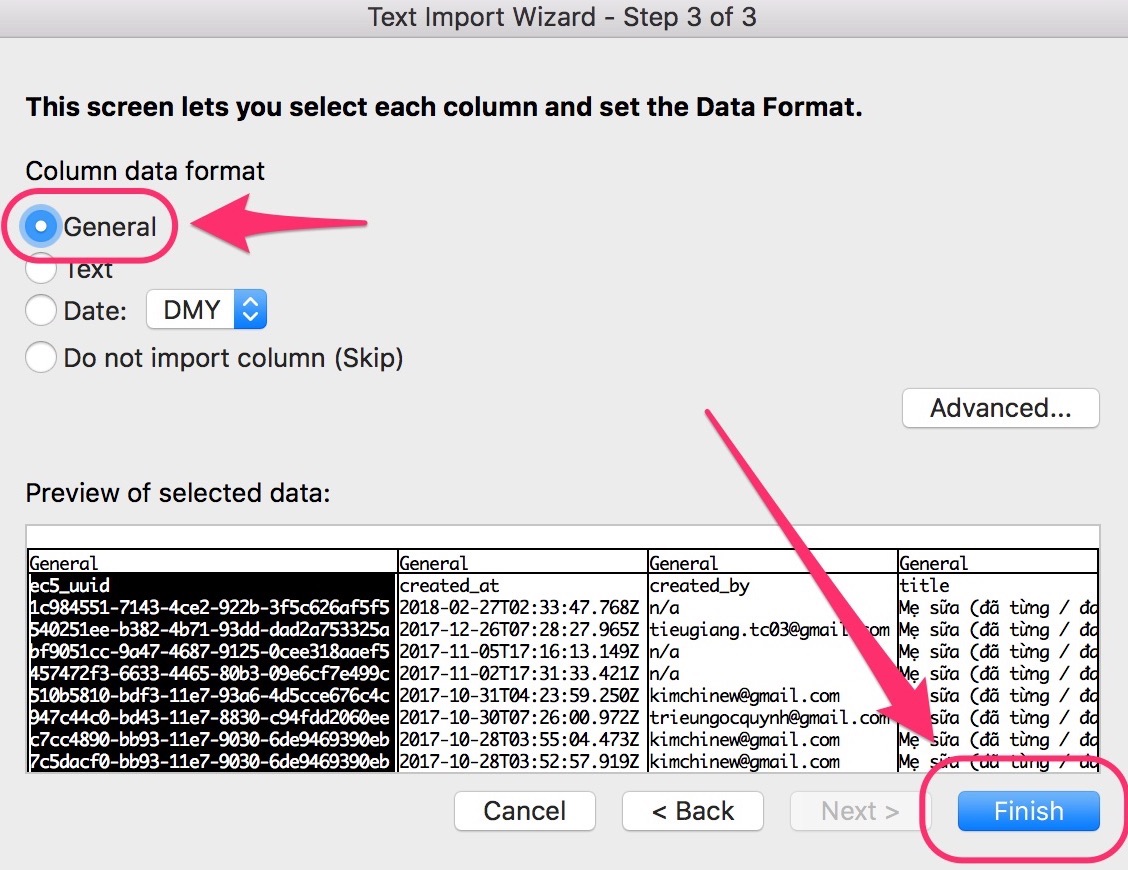 Text Import Wizard - Step 3 of 3
This screen lets you select each column and set the Data Format.
Column data format
General
Text
Date: DMY
Do not import column (Skip)
Advanced...
Preview of selected data:
General General General General
ec5_uuid created_at created_by title
1c984551-7143-4ce2-922b-3f5c626af5f5 2018-02-27T02:33:47.768Z n/a Mẹ sữa (đã từng / đa
540251ee-b382-4b71-93dd-dad2a753325a 2017-12-26T07:28:27.965Z tieugiang.tc03@gmail.com Mẹ sữa (đã từng / đa
bf9051cc-9a47-4687-9125-0cee318aaef5 2017-11-05T17:16:13.149Z n/a Mẹ sữa (đã từng / đa
457472f3-6633-4465-80b3-09e6cf7e499c 2017-11-02T17:31:33.421Z n/a Mẹ sữa (đã từng / đa
510b5810-bdf3-11e7-93a6-4d5cce676c4c 2017-10-31T04:23:59.250Z kimchinew@gmail.com Mẹ sữa (đã từng / đa
947c44c0-bd43-11e7-8830-c94fdd2060ee 2017-10-30T07:26:00.972Z trieungocquynh@gmail.com sữa (đã từng / đa
c7cc4890-bb93-11e7-9030-6de9469390eb 2017-10-28T03:55:04.473Z kimchinew@gmail.com Mẹ sữa (đã từng / đa
7c5dacf0-bb93-11e7-9030-6de9469390eb 2017-10-28T03:52:57.919Z kimchinew@gmail.com Mẹ sữa (đã từng / đa
Cancel < Back Next > Finish